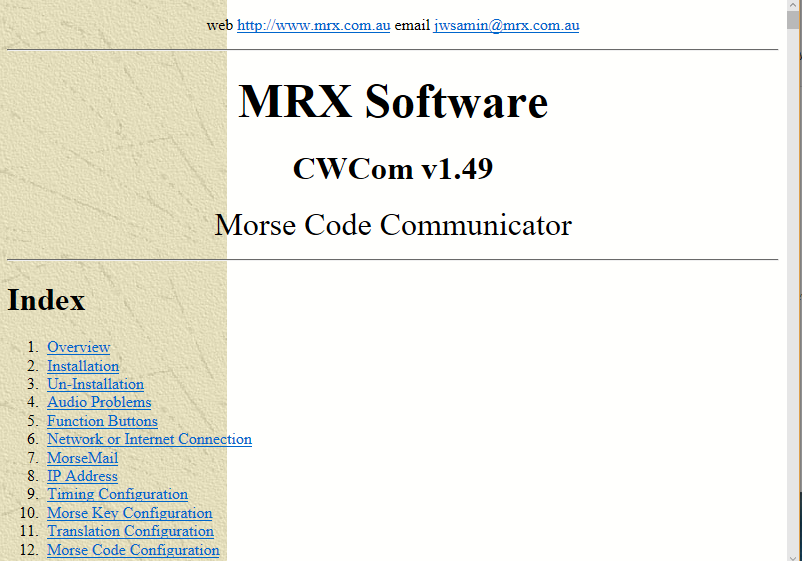 web http://www.mrx.com.au email jwsamin@mrx.com.au
MRX Software
CWCom v1.49
Morse Code Communicator
Index
1. Overview
2. Installation
3. Un-Installation
4. Audio Problems
5. Function Buttons
6. Network or Internet Connection
7. MorseMail
8. IP Address
9. Timing Configuration
10. Morse Key Configuration
11. Translation Configuration
12. Morse Code Configuration